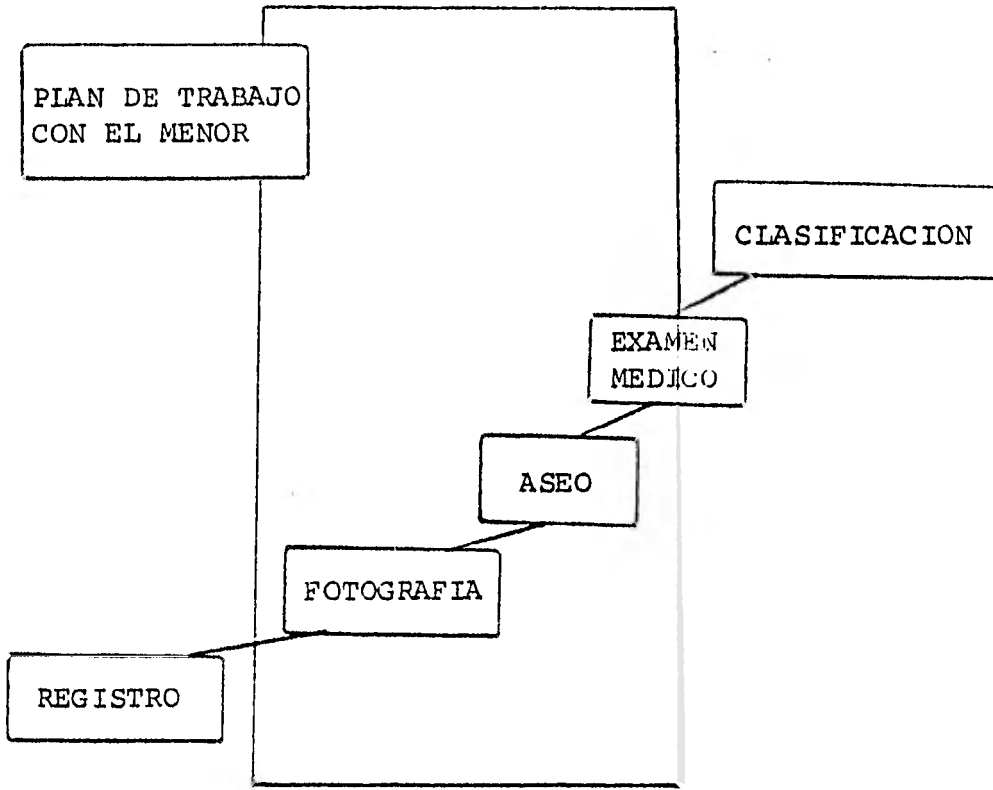 PLAN DE TRABAJO
CON EL MENOR
CLASIFICACION
EXAMEN
MEDICO
ASEO
FOTOGRAFIA
REGISTRO